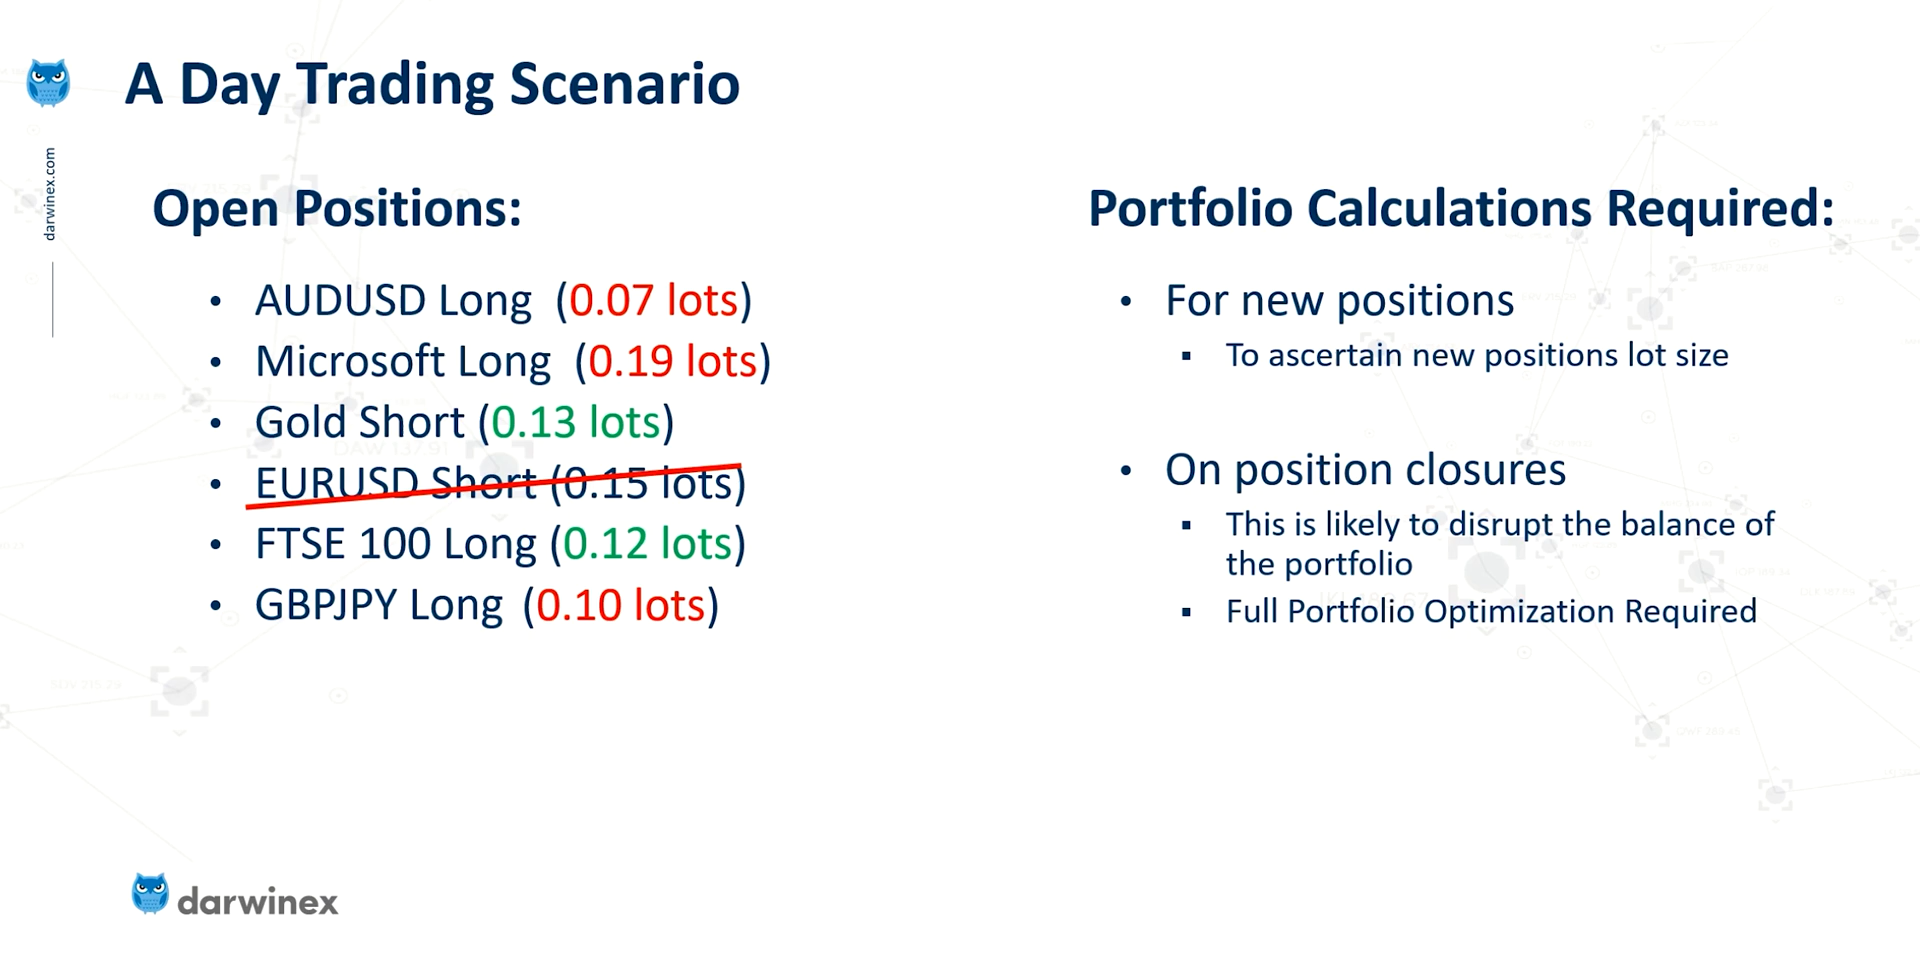 A Day Trading Scenario
darwinex.com
Open Positions:
• AUDUSD Long (0.07 lots)
• Microsoft Long (0.19 lots)
• Gold Short (0.13 lots)
• EURUSD Short (0.15 lots)
• FTSE 100 Long (0.12 lots)
• GBPJPY Long (0.10 lots)
Portfolio Calculations Required:
• For new positions
▪ To ascertain new positions lot size
• On position closures
▪ This is likely to disrupt the balance of
the portfolio
▪ Full Portfolio Optimization Required
DAW 137.91
darwinex